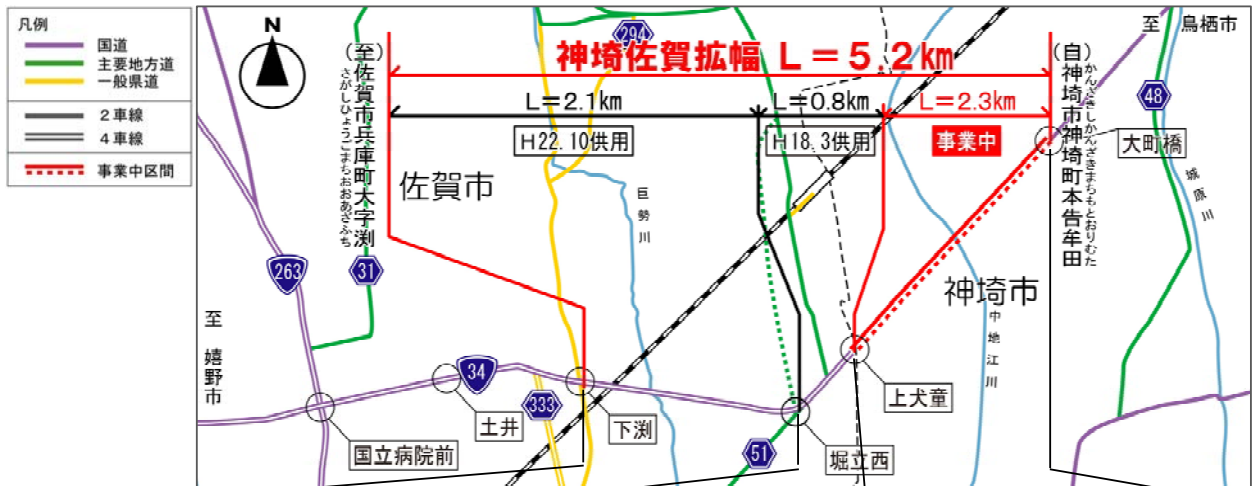 凡例
国道
主要地方道
一般県道
2車線
4車線
事業中区間
N
294
神埼佐賀拡幅 L=5.2km
至 鳥栖市
(至)佐賀市兵庫町大字渕
さがしひょうごまちおおあざふち
L=2.1km
L=0.8km
L=2.3km
(自)神埼市神埼町本告牟田
かんざきしかんざきまちもとおりむた
48
H22.10供用
H18.3供用
事業中
大町橋
佐賀市
巨勢川
城原川
263
31
神埼市
中地江川
至 嬉野市
34
333
土井
下渕
上犬童
国立病院前
51
堀立西